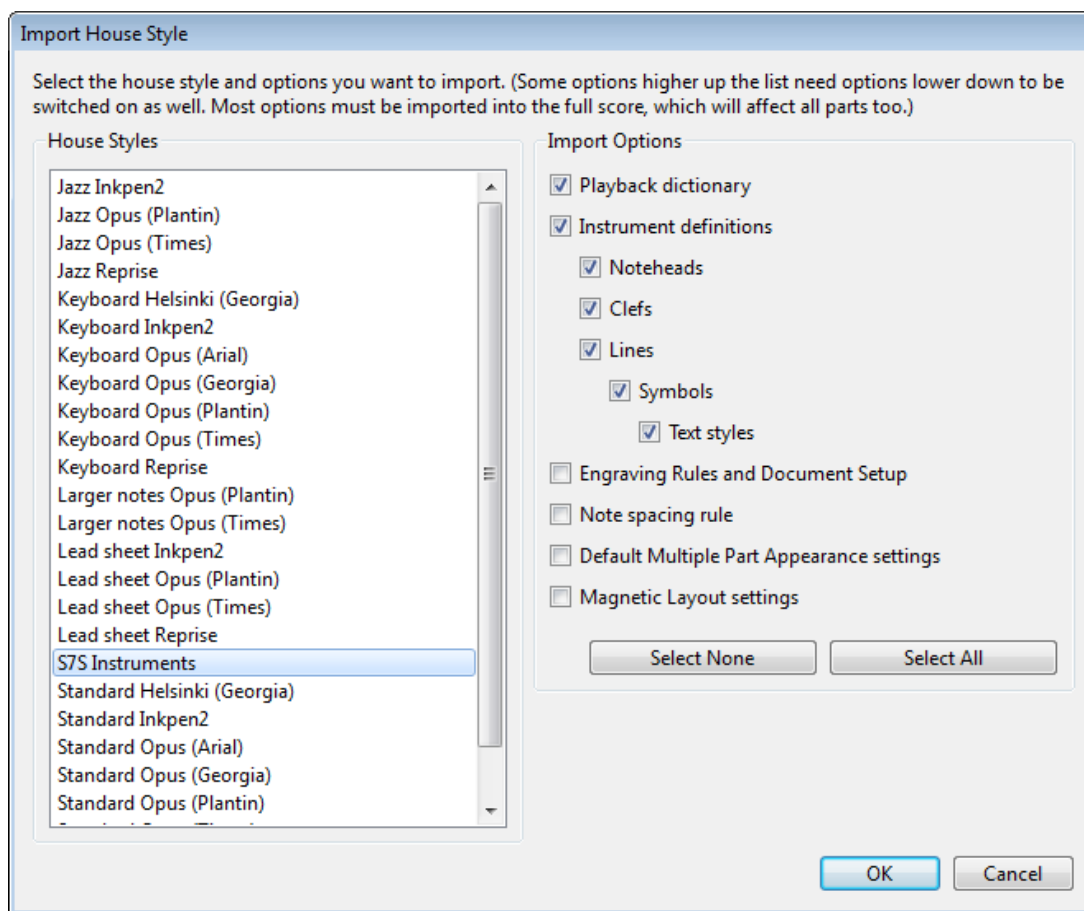 Import House Style
Select the house style and options you want to import. (Some options higher up the list need options lower down to be
switched on as well. Most options must be imported into the full score, which will affect all parts too.)
House Styles
Jazz Inkpen2
Jazz Opus (Plantin)
Jazz Opus (Times)
Jazz Reprise
Keyboard Helsinki (Georgia)
Keyboard Inkpen2
Keyboard Opus (Arial)
Keyboard Opus (Georgia)
Keyboard Opus (Plantin)
Keyboard Opus (Times)
Keyboard Reprise
Larger notes Opus (Plantin)
Larger notes Opus (Times)
Lead sheet Inkpen2
Lead sheet Opus (Plantin)
Lead sheet Opus (Times)
Lead sheet Reprise
S7S Instruments
Standard Helsinki (Georgia)
Standard Inkpen2
Standard Opus (Arial)
Standard Opus (Georgia)
Standard Opus (Plantin)
Import Options
Playback dictionary
Instrument definitions
Noteheads
Clefs
Lines
Symbols
Text styles
Engraving Rules and Document Setup
Note spacing rule
Default Multiple Part Appearance settings
Magnetic Layout settings
Select None
Select All
OK
Cancel